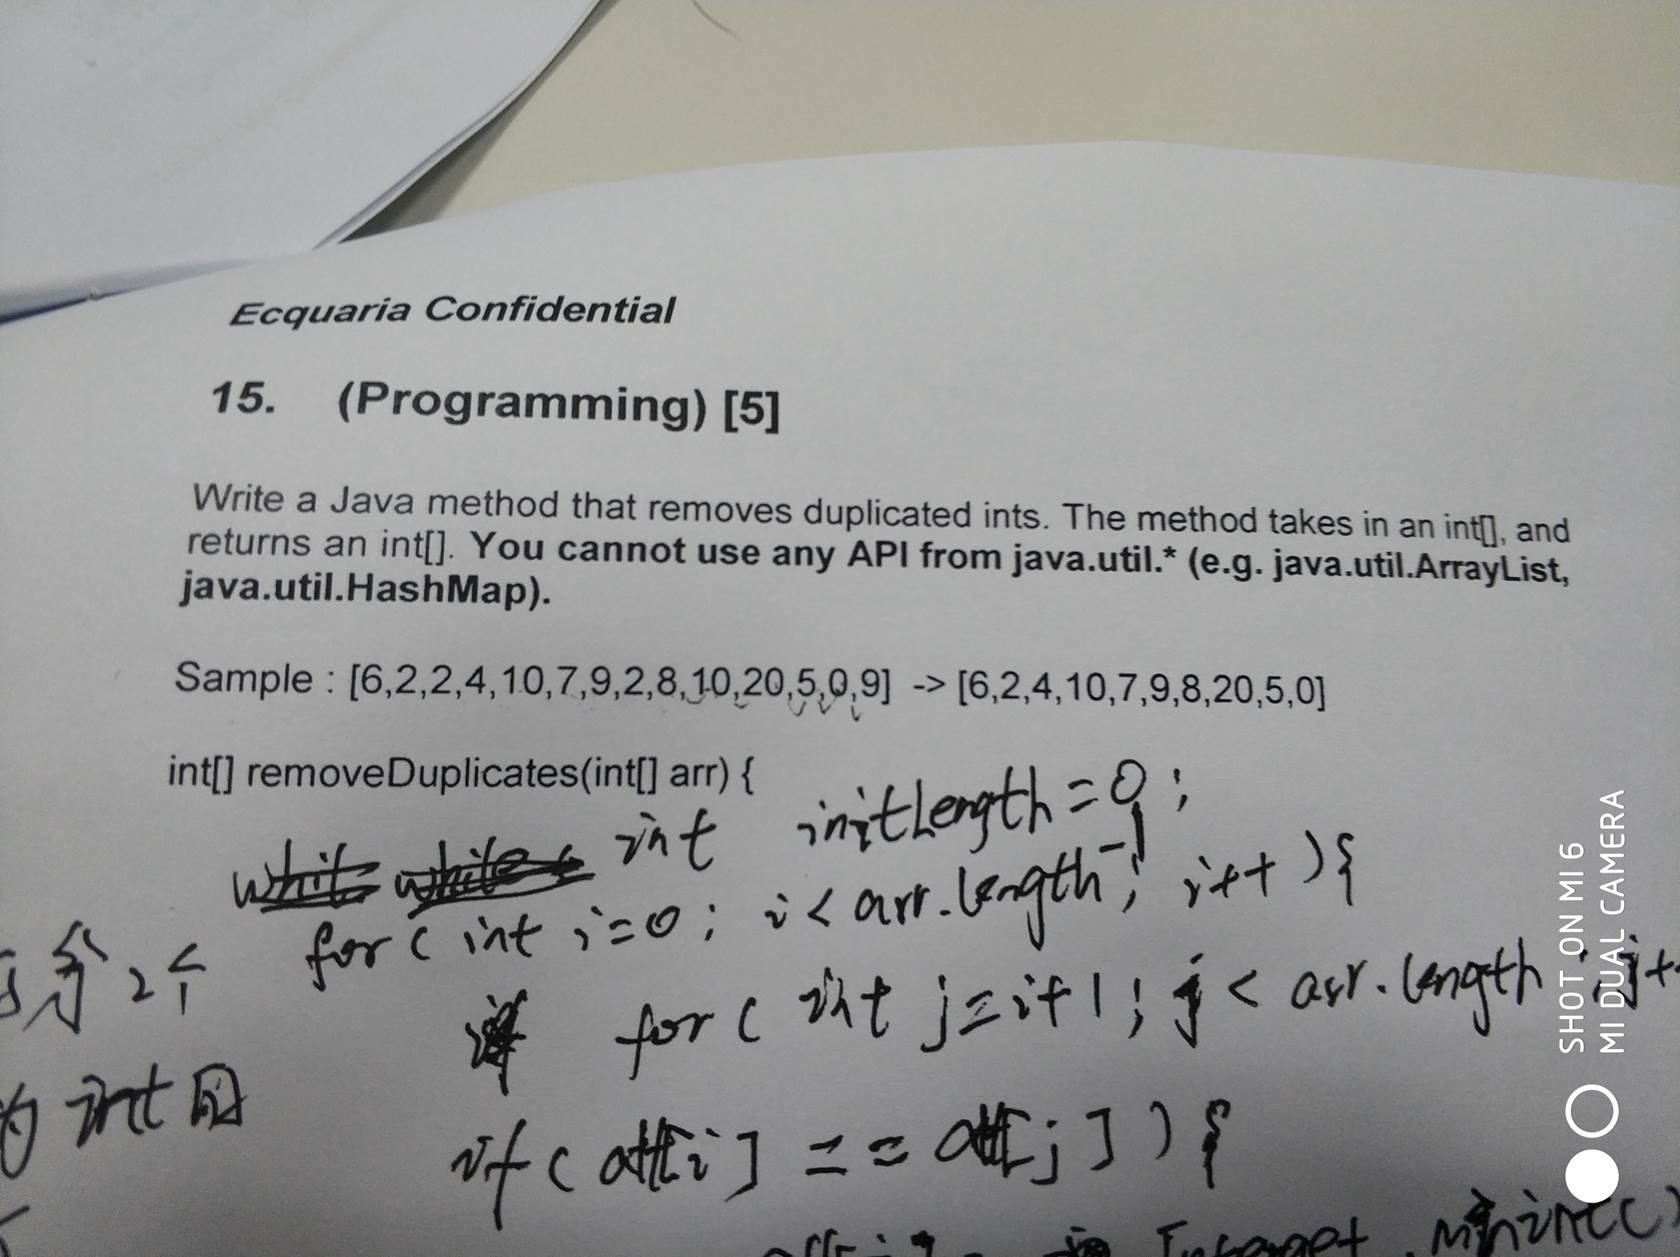 Ecquaria Confidential
15. (Programming) [5]
Write a Java method that removes duplicated ints. The method takes in an int[], and
returns an int[]. You cannot use any API from java.util.* (e.g. java.util.ArrayList,
java.util.HashMap).
Sample : [6,2,2,4,10,7,9,2,8,10,20,5,0,9] -> [6,2,4,10,7,9,8,20,5,0]
int[] removeDuplicates(int[] arr) {
int initLength = 0;
for ( int i=0; i < arr.length-1; i++ ) {
2个 for ( int j=i+1; j < arr.length; j+
int
if ( arr[i] == arr[j] ) {
SHOT ON MI 6
MI DUAL CAMERA